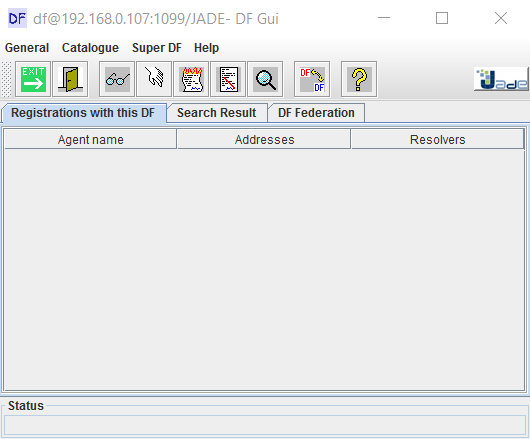 DF df@192.168.0.107:1099/JADE- DF Gui
General Catalogue Super DF Help
EXIT DF DF ? Jade
Registrations with this DF Search Result DF Federation
Agent name Addresses Resolvers
Status